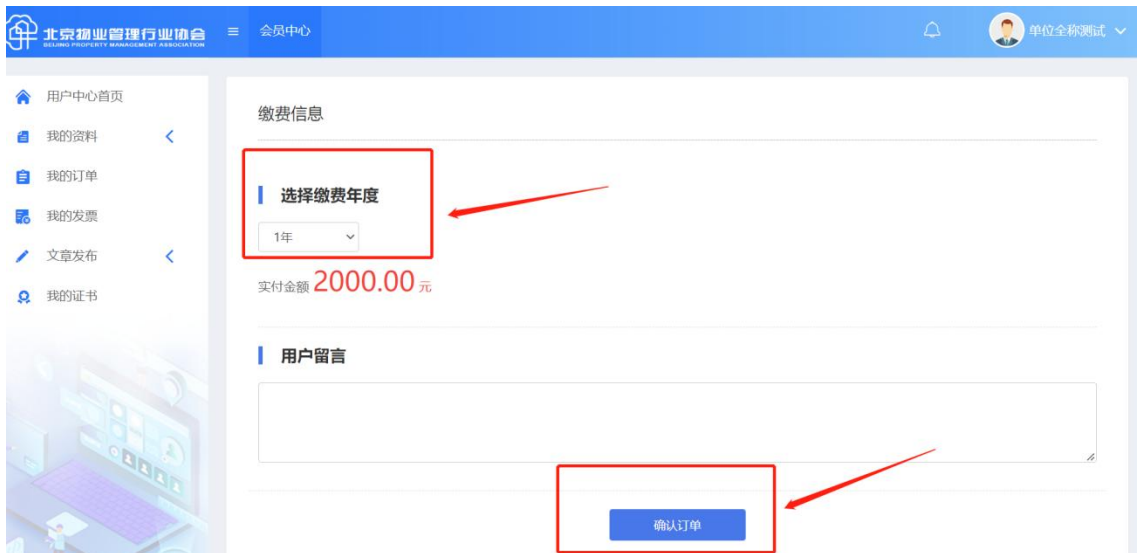 北京物业管理行业协会
BEIJING PROPERTY MANAGEMENT ASSOCIATION
会员中心
单位全称测试
用户中心首页
我的资料
我的订单
我的发票
文章发布
我的证书
缴费信息
选择缴费年度
1年
实付金额 2000.00 元
用户留言
确认订单